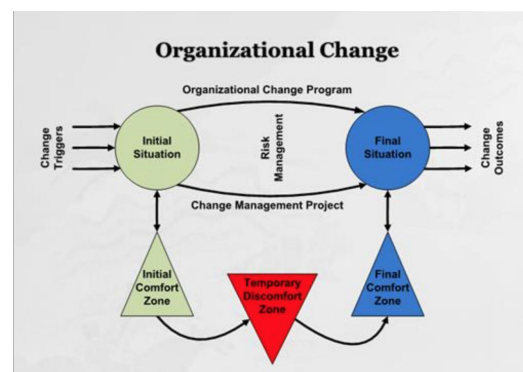 Organizational Change
Organizational Change Program
Change
Triggers
Initial
Situation
Risk
Management
Final
Situation
Change
Outcomes
Change Management Project
Initial
Comfort
Zone
Temporary
Discomfort
Zone
Final
Comfort
Zone